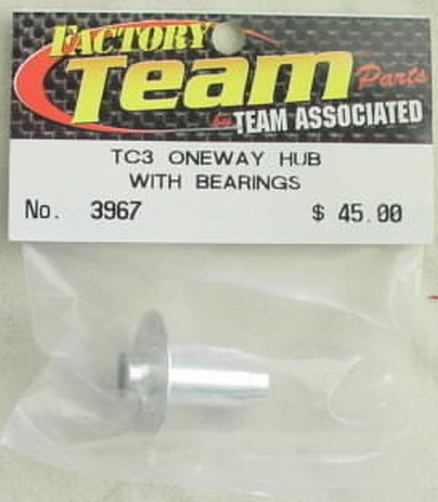 FACTORY
Team
Parts
by TEAM ASSOCIATED
TC3 ONEWAY HUB
WITH BEARINGS
No. 3967 $ 45.00